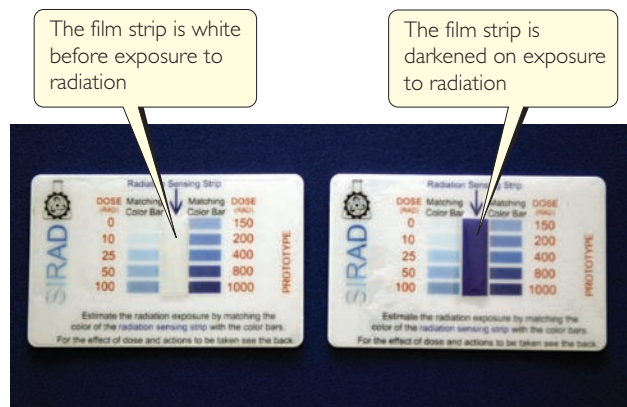 The film strip is white
before exposure to
radiation
The film strip is
darkened on exposure
to radiation
Radiation Sensing Strip
DOSE Matching Matching DOSE
(RAD) Color Bar Color Bar (RAD)
0 150
10 200
25 400
50 800
100 1000
SIRAD
PROTOTYPE
Estimate the radiation exposure by matching the
color of the radiation sensing strip with the color bars.
For the effect of dose and actions to be taken see the back.
Radiation Sensing Strip
DOSE Matching Matching DOSE
(RAD) Color Bar Color Bar (RAD)
0 150
10 200
25 400
50 800
100 1000
SIRAD
PROTOTYPE
Estimate the radiation exposure by matching the
color of the radiation sensing strip with the color bars.
For the effect of dose and actions to be taken see the back.